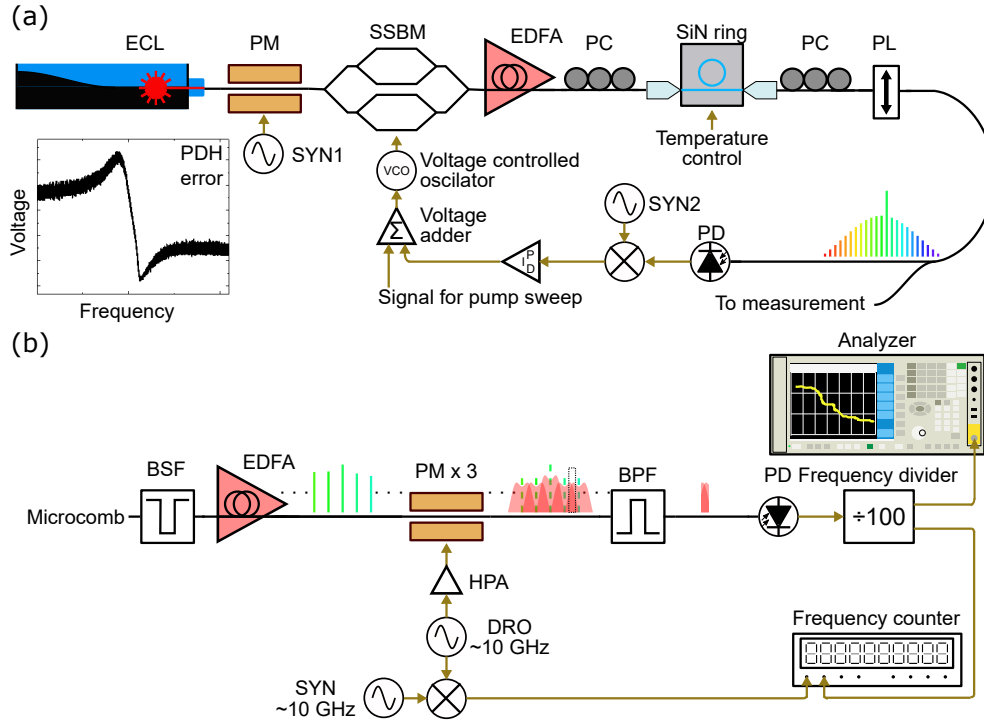 (a)
ECL
PM
SSBM
EDFA
PC
SiN ring
PC
PL
SYN1
Temperature
control
PDH
error
Voltage
Frequency
VCO
Voltage controlled
oscilator
Voltage
adder
Σ
SYN2
PD
P
I
D
Signal for pump sweep
To measurement
(b)
Analyzer
BSF
EDFA
PM x 3
BPF
PD
Frequency divider
Microcomb
÷100
HPA
DRO
~10 GHz
Frequency counter
SYN
~10 GHz